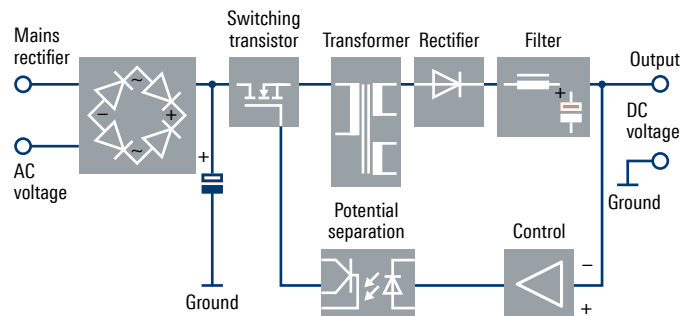 Mains
rectifier
Switching
transistor
Transformer
Rectifier
Filter
Output
~
−
+
~
+
+
AC
voltage
DC
voltage
Ground
Potential
separation
Control
−
+
Ground